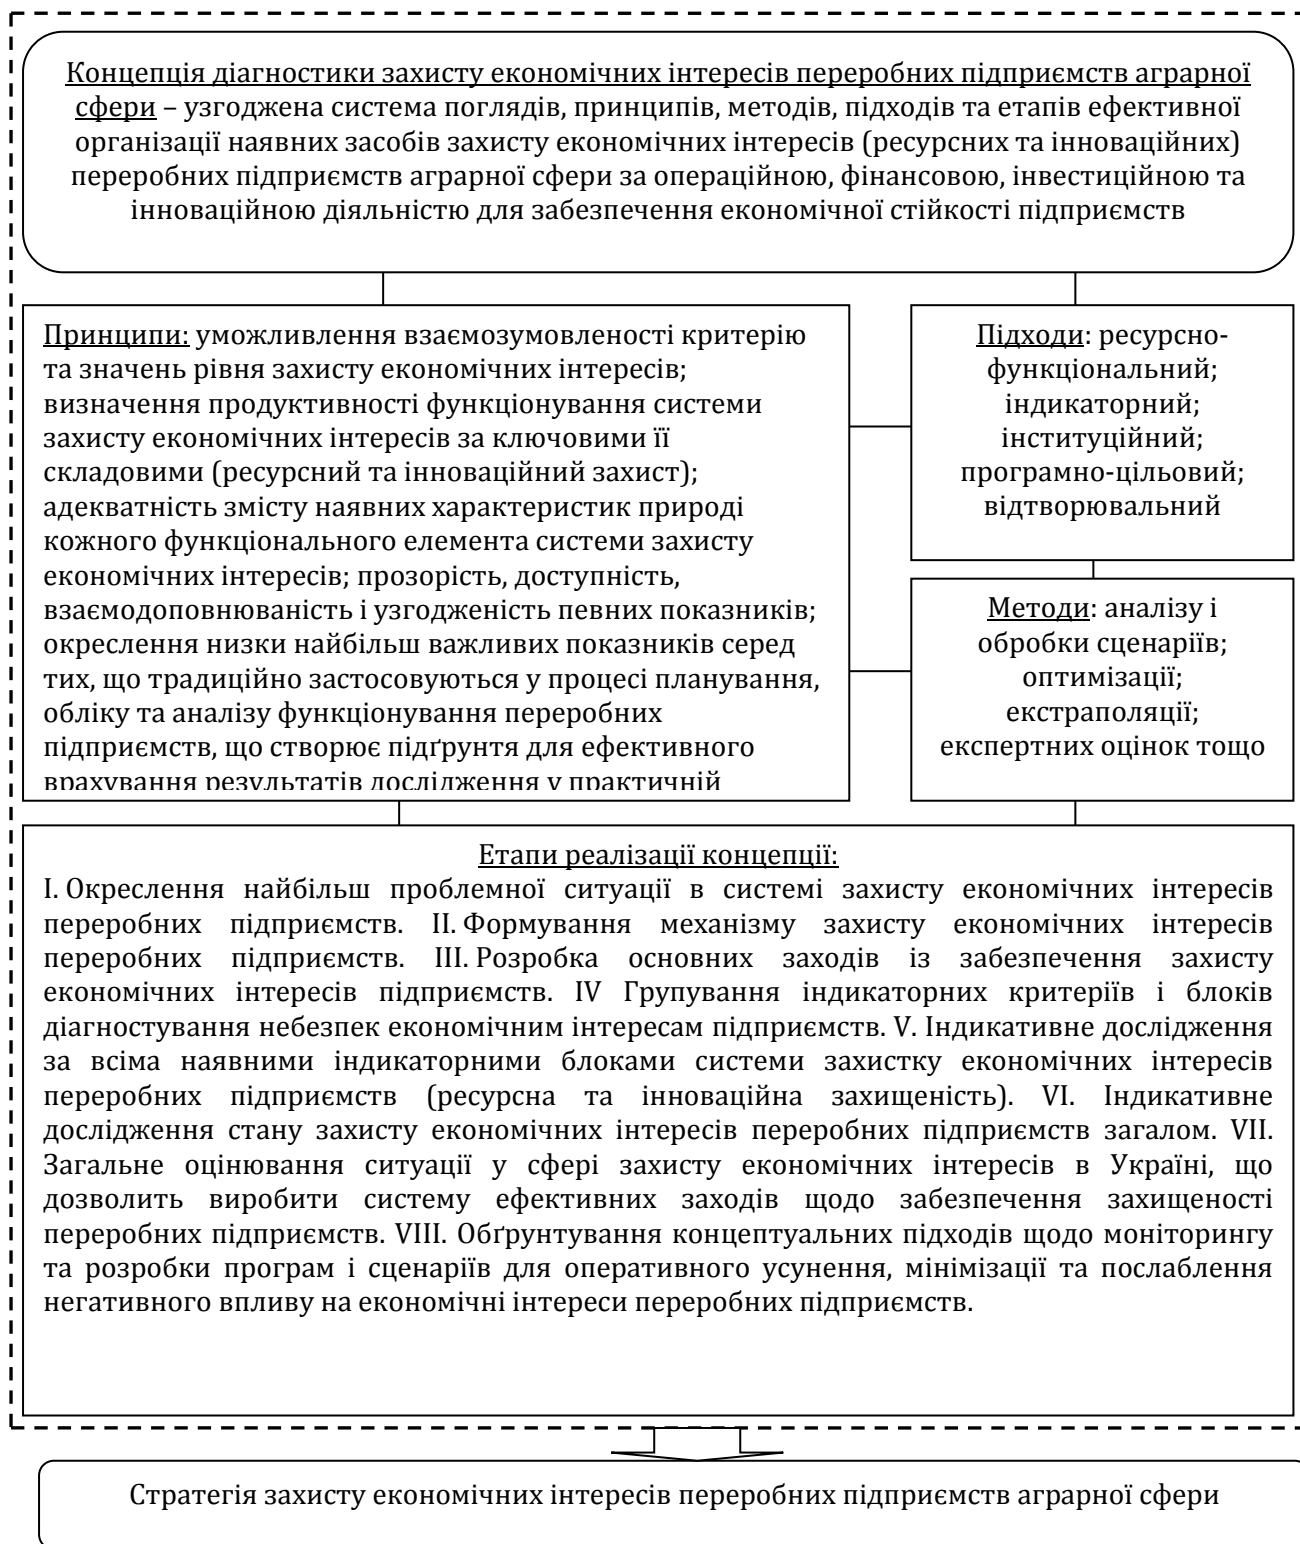 Концепція діагностики захисту економічних інтересів переробних підприємств аграрної
сфери – узгоджена система поглядів, принципів, методів, підходів та етапів ефективної
організації наявних засобів захисту економічних інтересів (ресурсних та інноваційних)
переробних підприємств аграрної сфери за операційною, фінансовою, інвестиційною та
інноваційною діяльністю для забезпечення економічної стійкості підприємств
Принципи: уможливлення взаємозумовленості критерію
та значень рівня захисту економічних інтересів;
визначення продуктивності функціонування системи
захисту економічних інтересів за ключовими її
складовими (ресурсний та інноваційний захист);
адекватність змісту наявних характеристик природі
кожного функціонального елемента системи захисту
економічних інтересів; прозорість, доступність,
взаємодоповнюваність і узгодженість певних показників;
окреслення низки найбільш важливих показників серед
тих, що традиційно застосовуються у процесі планування,
обліку та аналізу функціонування переробних
підприємств, що створює підґрунтя для ефективного
врахування результатів дослідження у практичній
Підходи: ресурсно-
функціональний;
індикаторний;
інституційний;
програмно-цільовий;
відтворювальний
Методи: аналізу і
обробки сценаріїв;
оптимізації;
екстраполяції;
експертних оцінок тощо
Етапи реалізації концепції:
І. Окреслення найбільш проблемної ситуації в системі захисту економічних інтересів
переробних підприємств. ІІ. Формування механізму захисту економічних інтересів
переробних підприємств. ІІІ. Розробка основних заходів із забезпечення захисту
економічних інтересів підприємств. IV Групування індикаторних критеріїв і блоків
діагностування небезпек економічним інтересам підприємств. V. Індикативне дослідження
за всіма наявними індикаторними блоками системи захистку економічних інтересів
переробних підприємств (ресурсна та інноваційна захищеність). VI. Індикативне
дослідження стану захисту економічних інтересів переробних підприємств загалом. VII.
Загальне оцінювання ситуації у сфері захисту економічних інтересів в Україні, що
дозволить виробити систему ефективних заходів щодо забезпечення захищеності
переробних підприємств. VIII. Обґрунтування концептуальних підходів щодо моніторингу
та розробки програм і сценаріїв для оперативного усунення, мінімізації та послаблення
негативного впливу на економічні інтереси переробних підприємств.
Стратегія захисту економічних інтересів переробних підприємств аграрної сфери